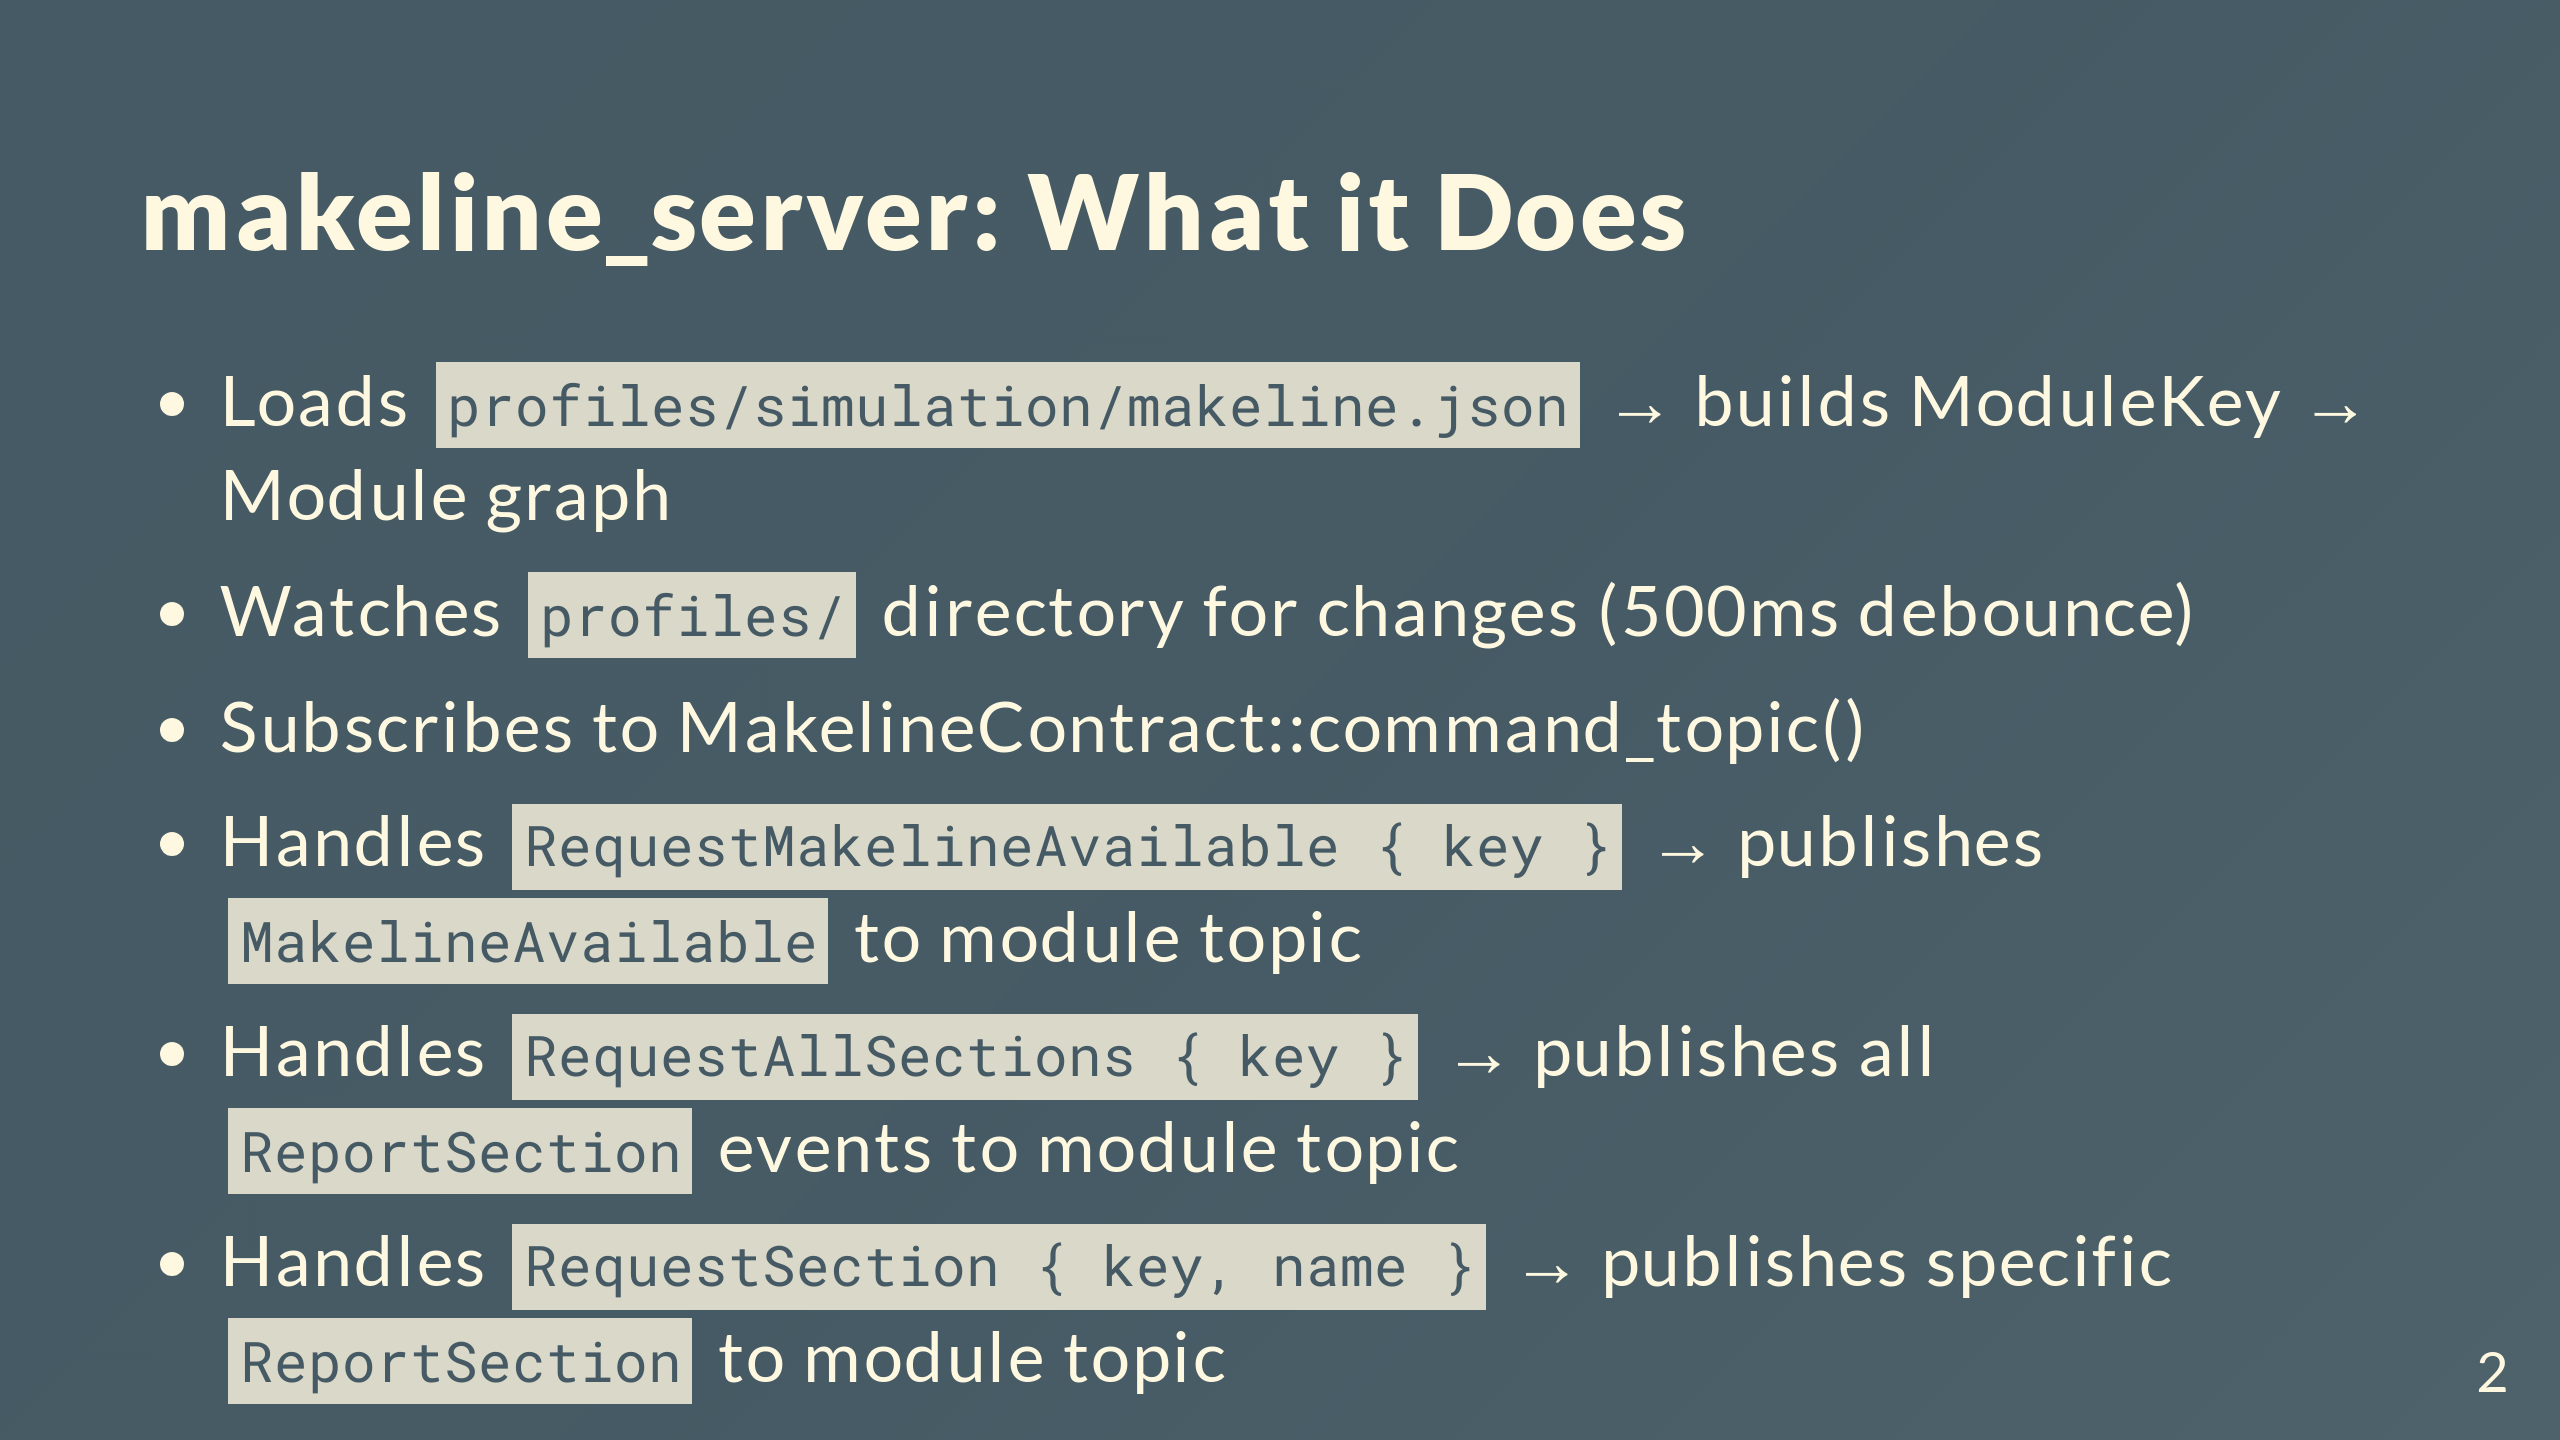 makeline_server: What it Does
• Loads profiles/simulation/makeline.json → builds ModuleKey →
Module graph
• Watches profiles/ directory for changes (500ms debounce)
• Subscribes to MakelineContract::command_topic()
• Handles RequestMakelineAvailable { key } → publishes
MakelineAvailable to module topic
• Handles RequestAllSections { key } → publishes all
ReportSection events to module topic
• Handles RequestSection { key, name } → publishes specific
ReportSection to module topic
2